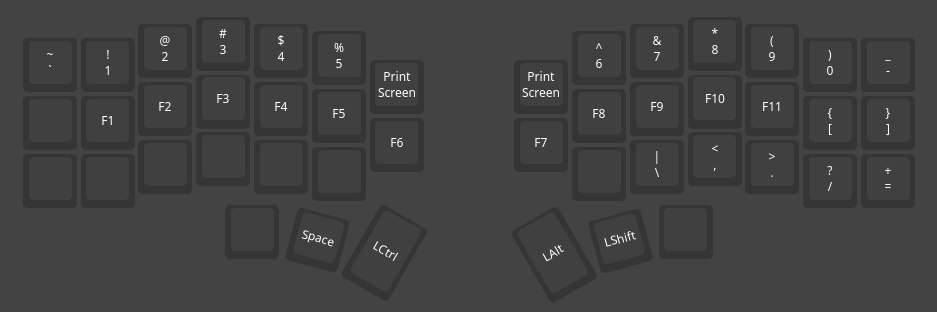 ~ ! @ # $ % ^ & * ( ) _
` 1 2 3 4 5 6 7 8 9 0 -
Print Print
Screen Screen
F1 F2 F3 F4 F5 F8 F9 F10 F11 { }
[ ]
F6 F7
| < > ? +
\ , . / =
Space LCtrl LAlt LShift